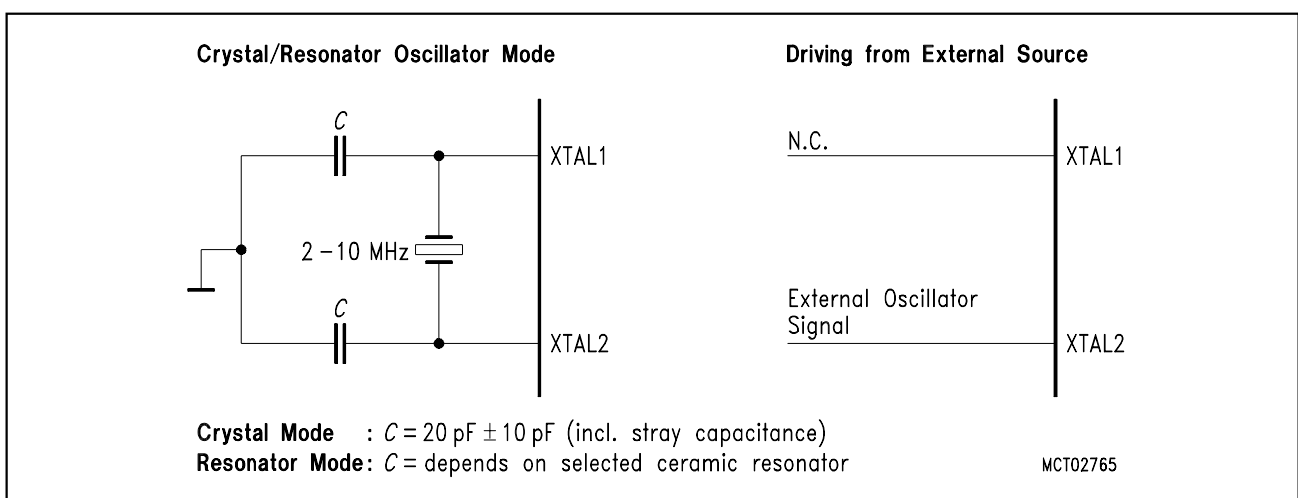 Crystal/Resonator Oscillator Mode
Driving from External Source
C
XTAL1
N.C.
XTAL1
2 – 10 MHz
C
XTAL2
External Oscillator
Signal
XTAL2
Crystal Mode : C = 20 pF ± 10 pF (incl. stray capacitance)
Resonator Mode: C = depends on selected ceramic resonator
MCT02765